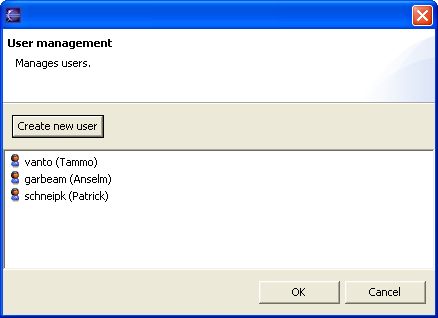 User management
Manages users.
Create new user
vanto (Tammo)
garbeam (Anselm)
schneipk (Patrick)
OK
Cancel